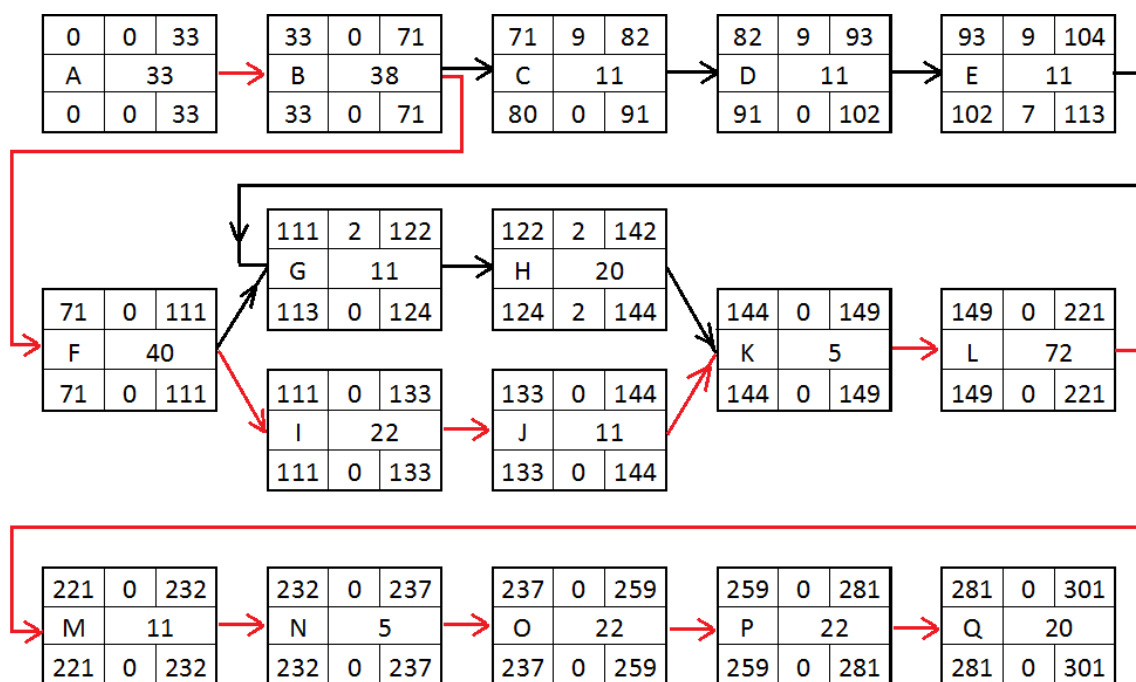 0 0 33
A 33
0 0 33
33 0 71
B 38
33 0 71
71 9 82
C 11
80 0 91
82 9 93
D 11
91 0 102
93 9 104
E 11
102 7 113
111 2 122
G 11
113 0 124
122 2 142
H 20
124 2 144
71 0 111
F 40
71 0 111
111 0 133
I 22
111 0 133
133 0 144
J 11
133 0 144
144 0 149
K 5
144 0 149
149 0 221
L 72
149 0 221
221 0 232
M 11
221 0 232
232 0 237
N 5
232 0 237
237 0 259
O 22
237 0 259
259 0 281
P 22
259 0 281
281 0 301
Q 20
281 0 301